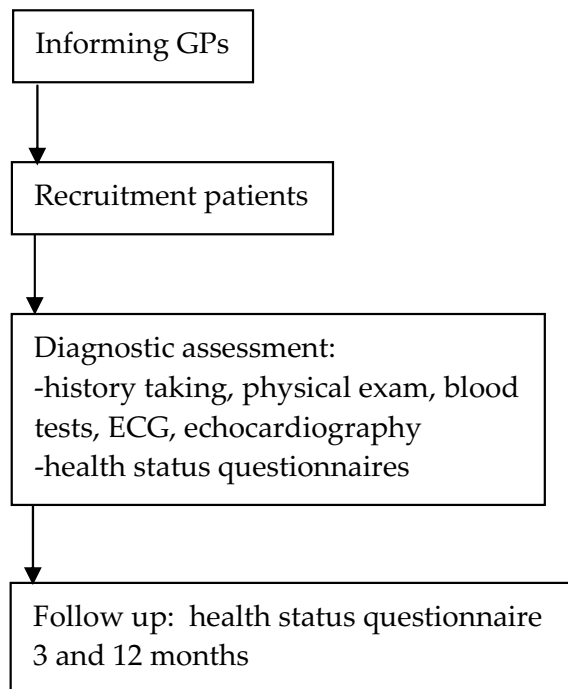 Informing GPs
Recruitment patients
Diagnostic assessment:
-history taking, physical exam, blood
tests, ECG, echocardiography
-health status questionnaires
Follow up:  health status questionnaire
3 and 12 months